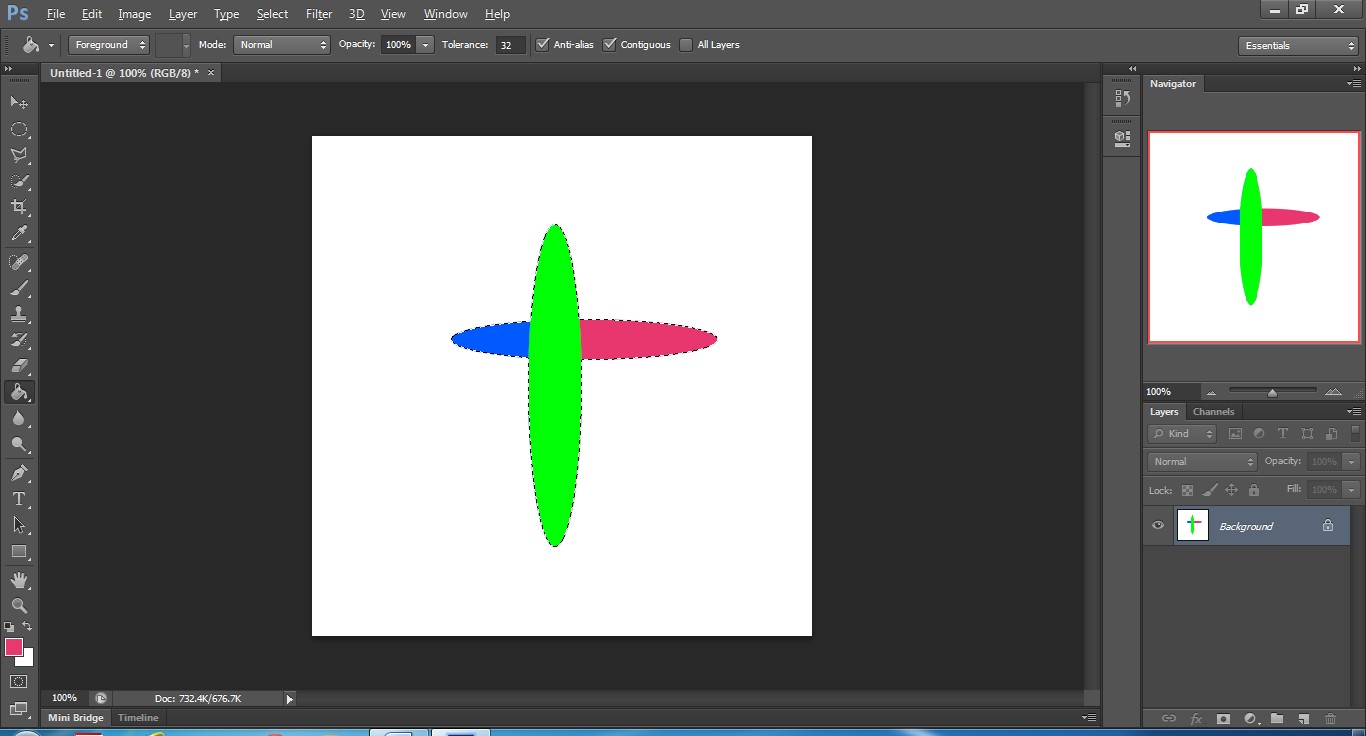 Ps File Edit Image Layer Type Select Filter 3D View Window Help
Foreground Mode: Normal Opacity: 100% Tolerance: 32 Anti-alias Contiguous All Layers Essentials
Untitled-1 @ 100% (RGB/8) * ×
Navigator
100%
Layers Channels
Kind
Normal Opacity: 100%
Lock: Fill: 100%
Background
fx
T
100% Doc: 732.4K/676.7K
Mini Bridge Timeline